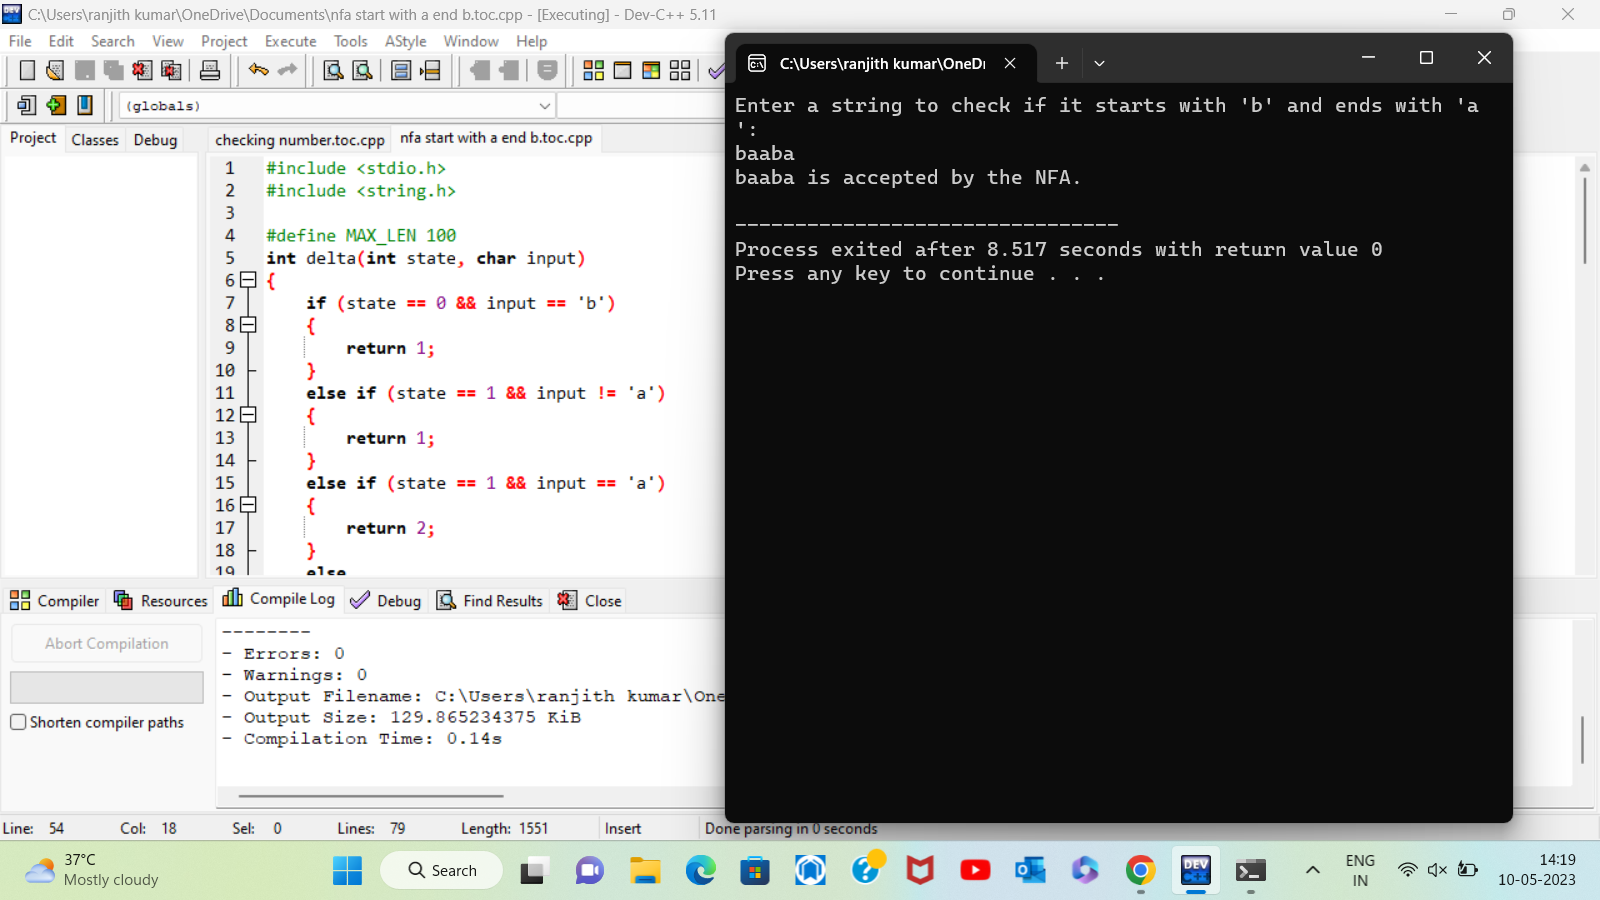 C:\Users\ranjith kumar\OneDrive\Documents\nfa start with a end b.toc.cpp - [Executing] - Dev-C++ 5.11
File Edit Search View Project Execute Tools AStyle Window Help
(globals)
Project Classes Debug
checking number.toc.cpp nfa start with a end b.toc.cpp
1 #include <stdio.h>
2 #include <string.h>
3
4 #define MAX_LEN 100
5 int delta(int state, char input)
6 {
7 if (state == 0 && input == 'b')
8 {
9 return 1;
10 }
11 else if (state == 1 && input != 'a')
12 {
13 return 1;
14 }
15 else if (state == 1 && input == 'a')
16 {
17 return 2;
18 }
19 else
C:\Users\ranjith kumar\OneDr
Enter a string to check if it starts with 'b' and ends with 'a
':
baaba
baaba is accepted by the NFA.
--------------------------------
Process exited after 8.517 seconds with return value 0
Press any key to continue . . .
Compiler Resources Compile Log Debug Find Results Close
Abort Compilation
Shorten compiler paths
--------
- Errors: 0
- Warnings: 0
- Output Filename: C:\Users\ranjith kumar\One
- Output Size: 129.865234375 KiB
- Compilation Time: 0.14s
Line: 54 Col: 18 Sel: 0 Lines: 79 Length: 1551 Insert Done parsing in 0 seconds
37°C
Mostly cloudy
Search
DEV
C++
ENG
IN
14:19
10-05-2023